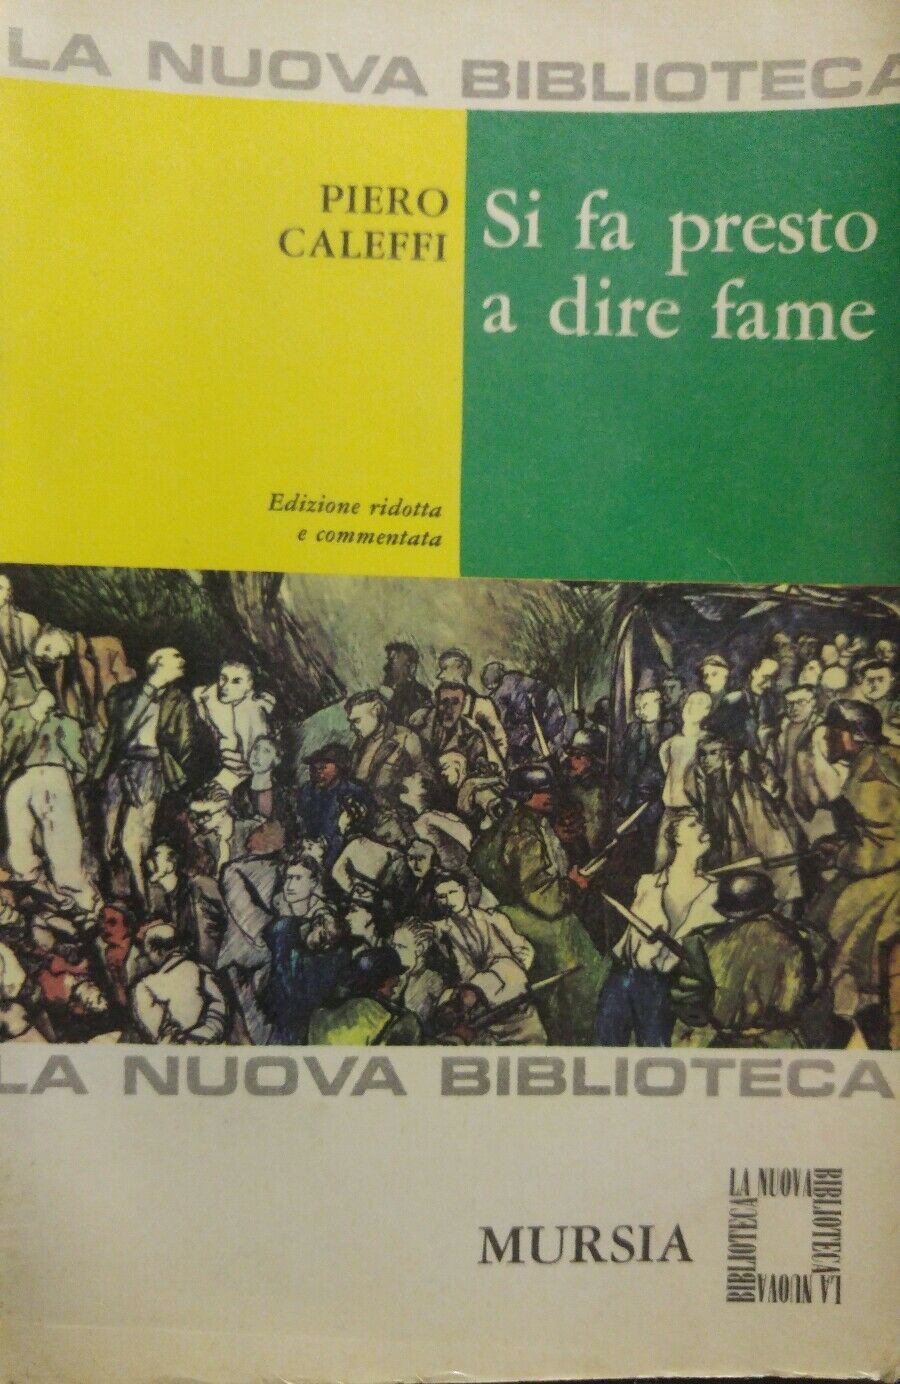 LA NUOVA BIBLIOTECA
PIERO
CALEFFI
Si fa presto
a dire fame
Edizione ridotta
e commentata
LA NUOVA BIBLIOTECA
MURSIA
LA NUOVA
BIBLIOTECA
LA NUOVA
BIBLIOTECA